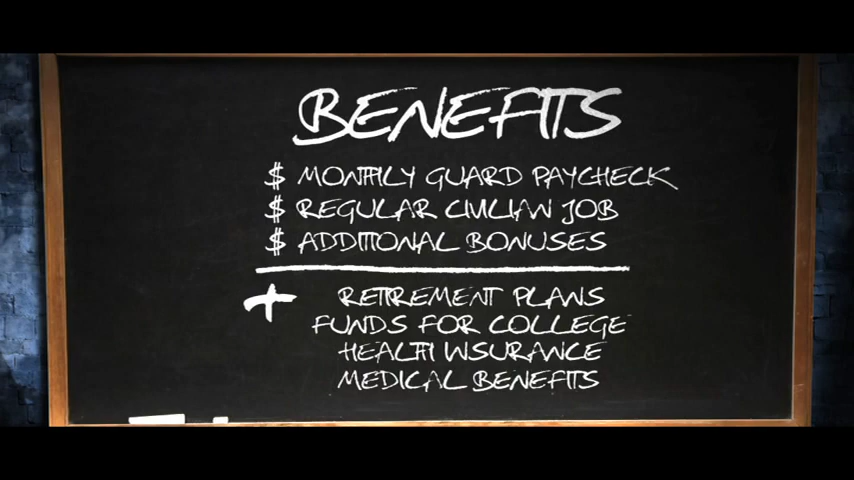 BENEFITS
$ MONTHLY GUARD PAYCHECK
$ REGULAR CIVILIAN JOB
$ ADDITIONAL BONUSES
+ RETIREMENT PLANS
FUNDS FOR COLLEGE
HEALTH INSURANCE
MEDICAL BENEFITS